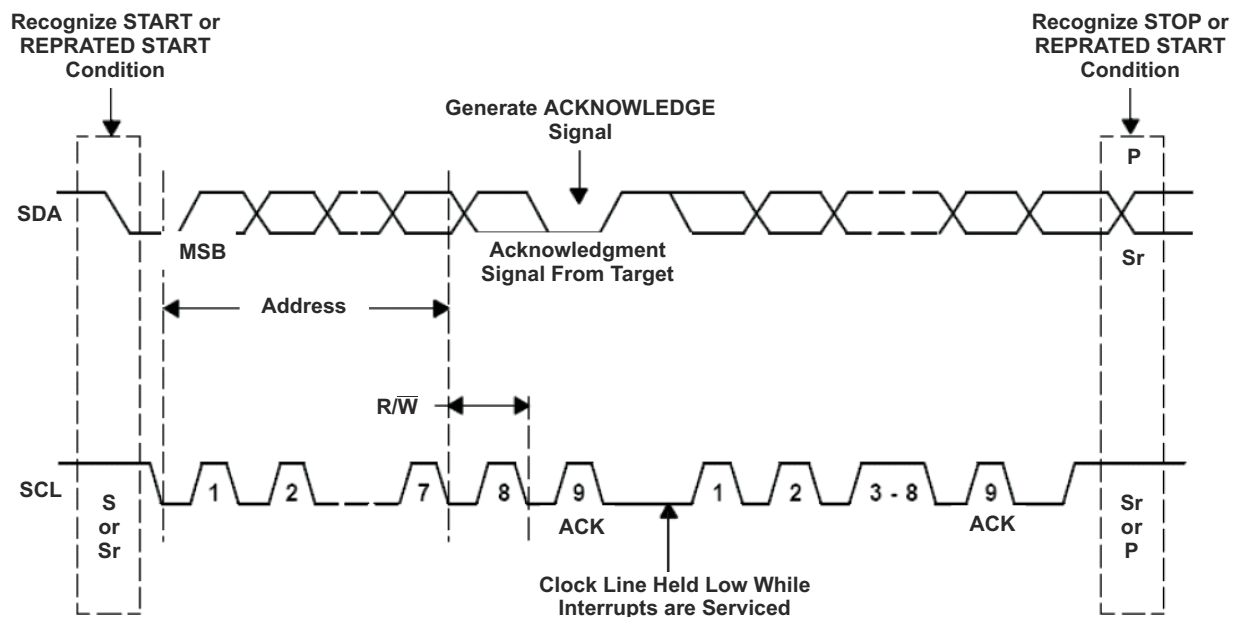 Recognize START or
REPRATED START
Condition
Recognize STOP or
REPRATED START
Condition
Generate ACKNOWLEDGE
Signal
P
SDA
MSB
Acknowledgment
Signal From Target
Sr
Address
R/W̅
SCL
1
2
7
8
9
1
2
3 - 8
9
S
or
Sr
ACK
ACK
Sr
or
P
Clock Line Held Low While
Interrupts are Serviced